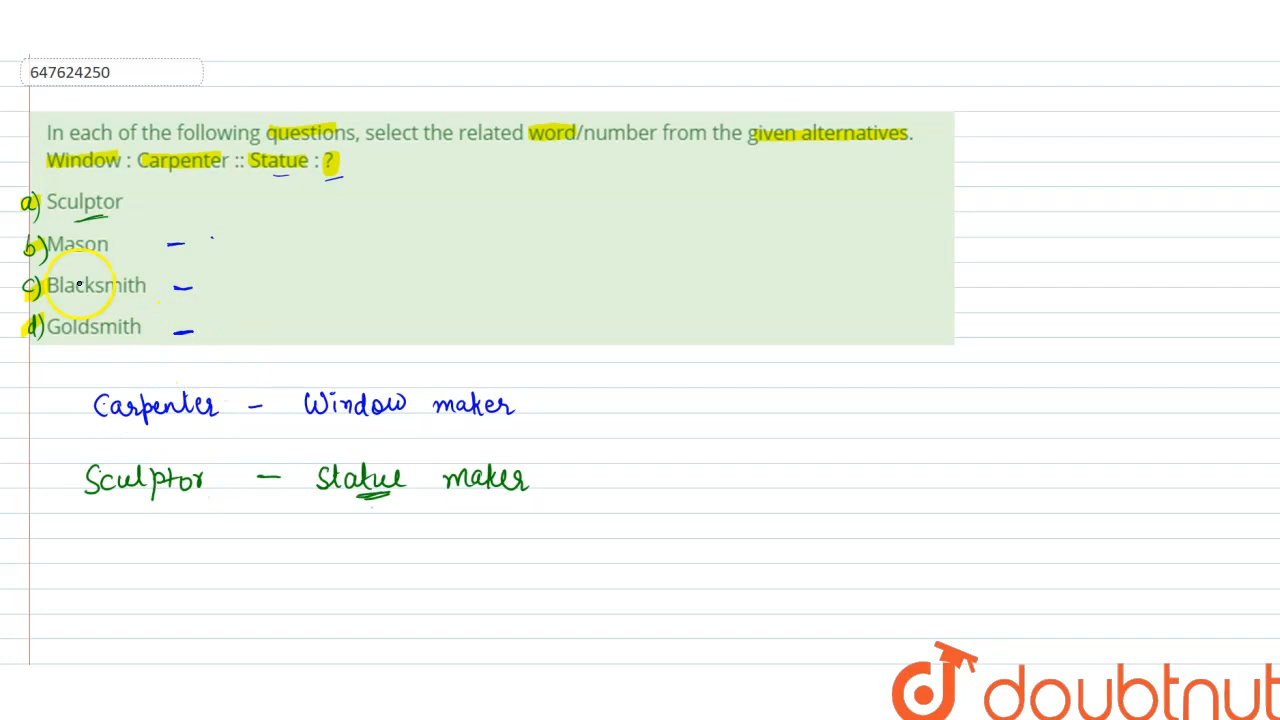 647624250
In each of the following questions, select the related word/number from the given alternatives.
Window : Carpenter :: Statue : ?
a) Sculptor
b) Mason -
c) Blacksmith -
d) Goldsmith -
Carpenter - Window maker
Sculptor - Statue maker
doubtnut